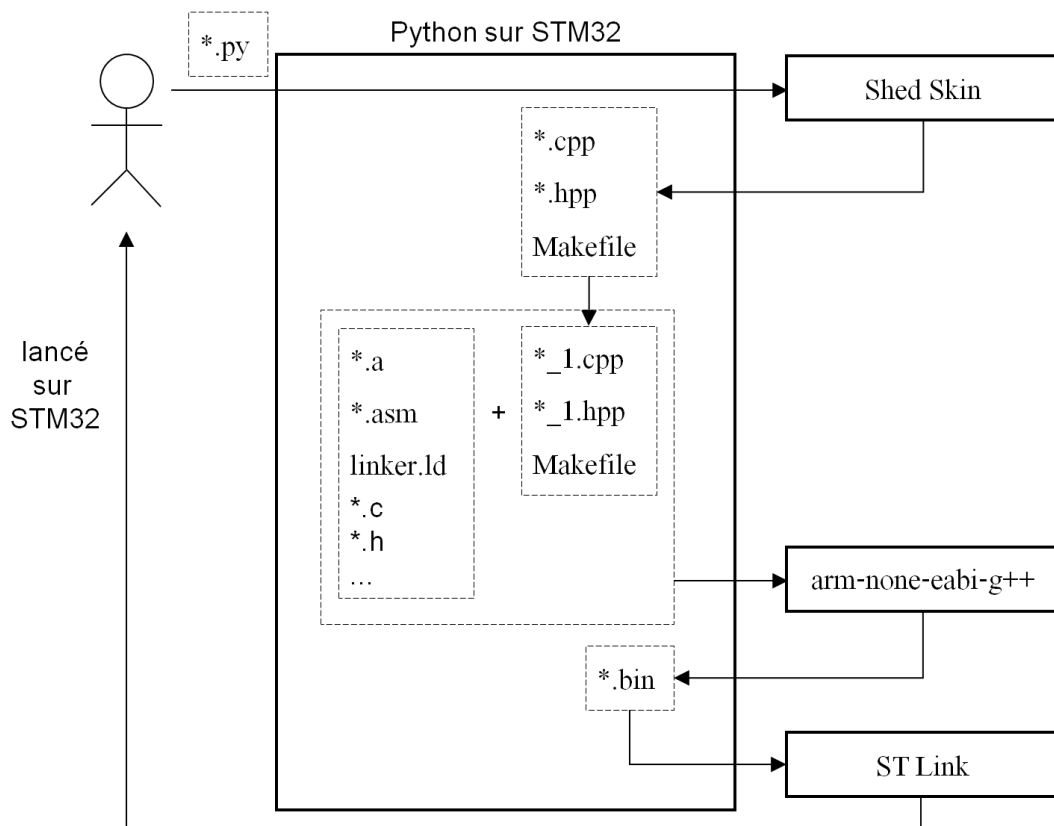 *.py
Python sur STM32
Shed Skin
*.cpp
*.hpp
Makefile
lancé
sur
STM32
*.a
*.asm
linker.ld
*.c
*.h
...
+
*_1.cpp
*_1.hpp
Makefile
arm-none-eabi-g++
*.bin
ST Link